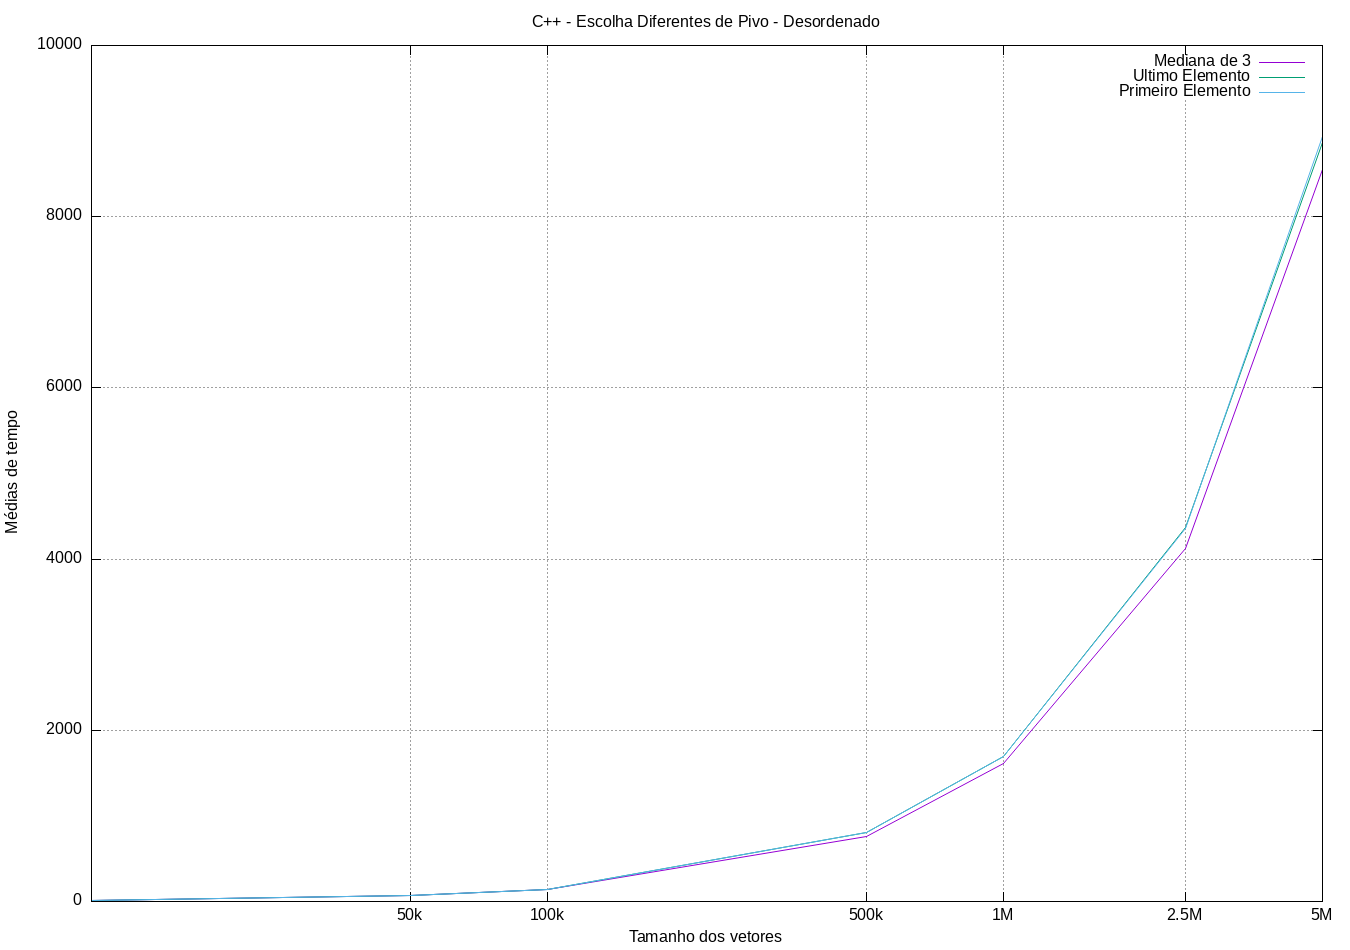 C++ - Escolha Diferentes de Pivo - Desordenado
10000
8000
6000
4000
2000
0
Médias de tempo
Mediana de 3
Ultimo Elemento
Primeiro Elemento
50k 100k 500k 1M 2.5M 5M
Tamanho dos vetores